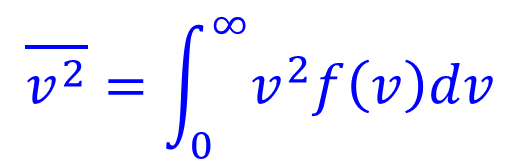 $\overline{v^2} = \int_0^\infty v^2 f(v) dv$